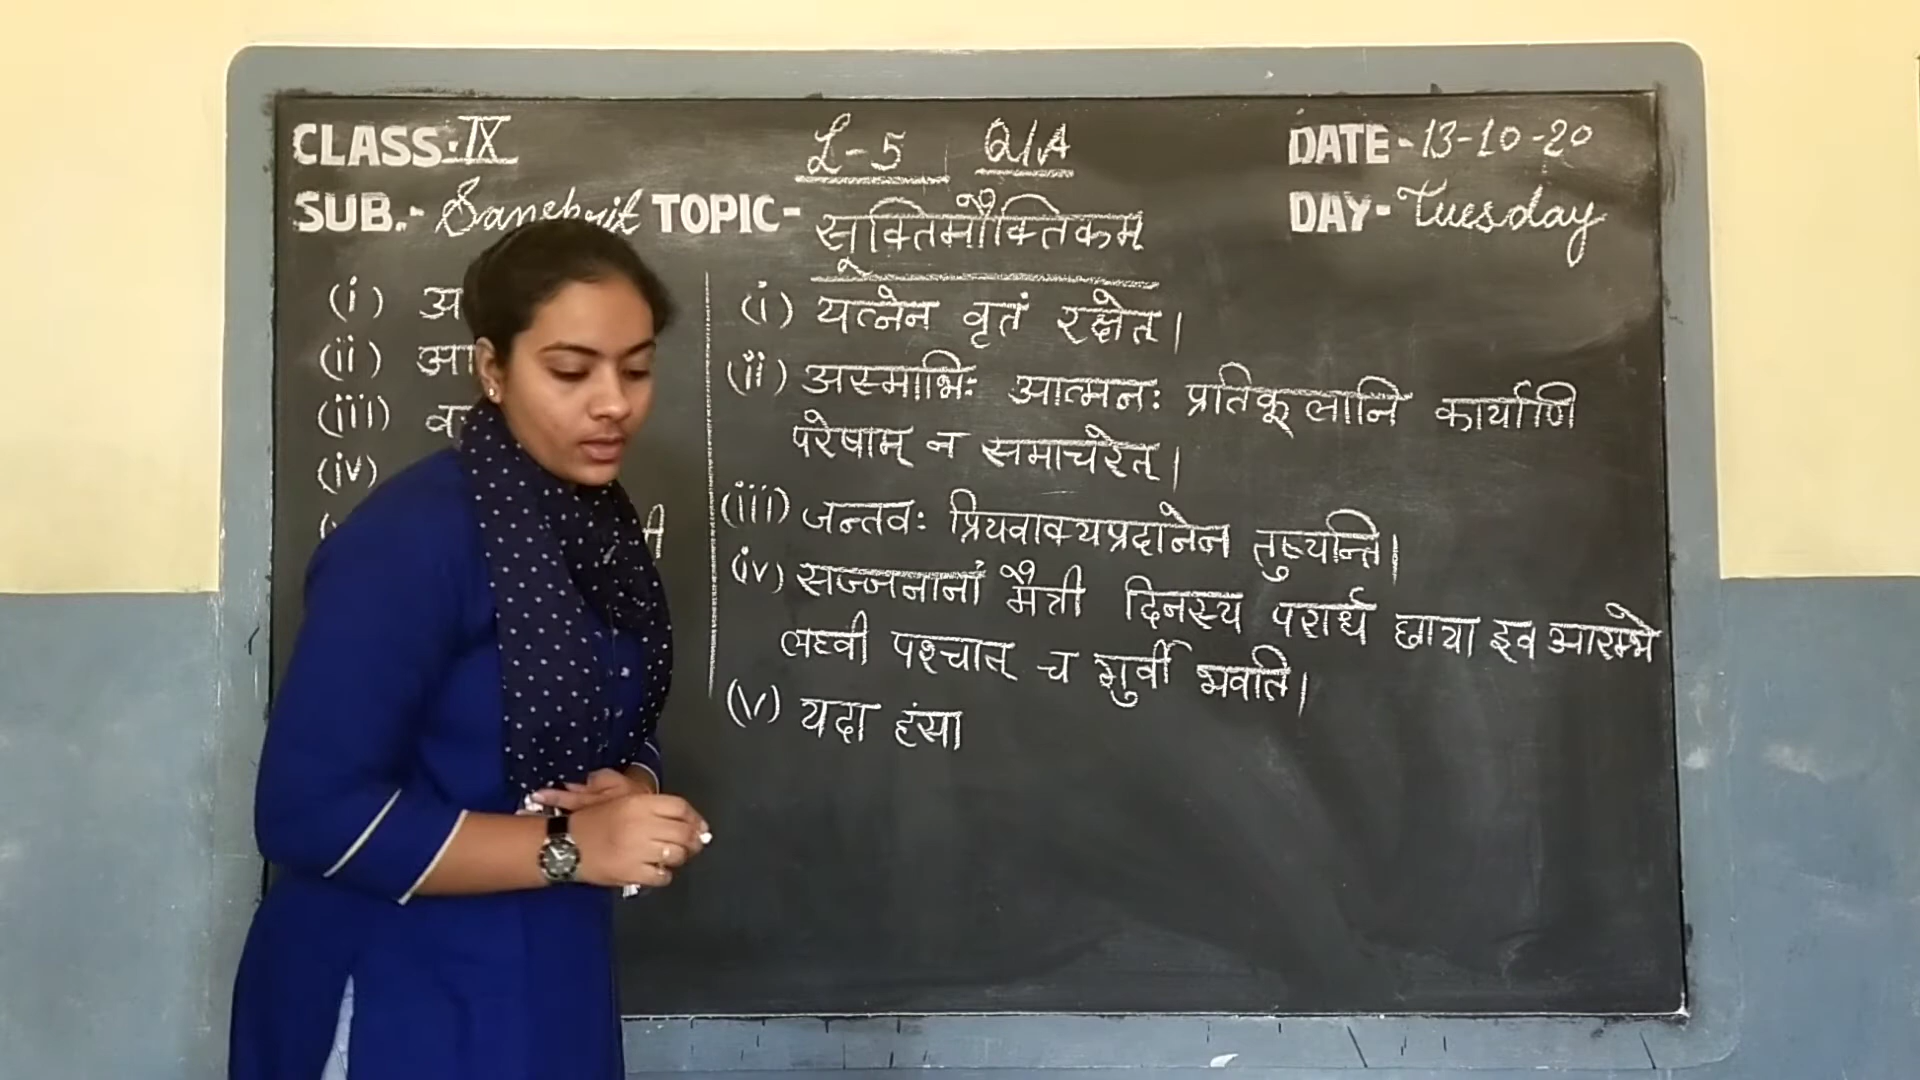 CLASS. IX
L-5 Q/A
DATE - 13-10-20
SUB.- Sanskrit TOPIC-
सूक्तिमौक्तिकम्
DAY- Tuesday
(i) अ
(ii) आ
(iii) व
(iv)
A
(i) यत्नेन वृतं रक्षेत्।
(ii) अस्माभिः आत्मनः प्रतिकूलानि कार्याणि
परेषाम् न समाचरेत्।
(iii) जन्तवः प्रियवाक्यप्रदानेन तुष्यन्ति।
(iv) सज्जनानां मैत्री दिनस्य परार्ध छाया इव आरम्भे
लघ्वी पश्चात् च गुर्वी भवति।
(v) यदा हंसा